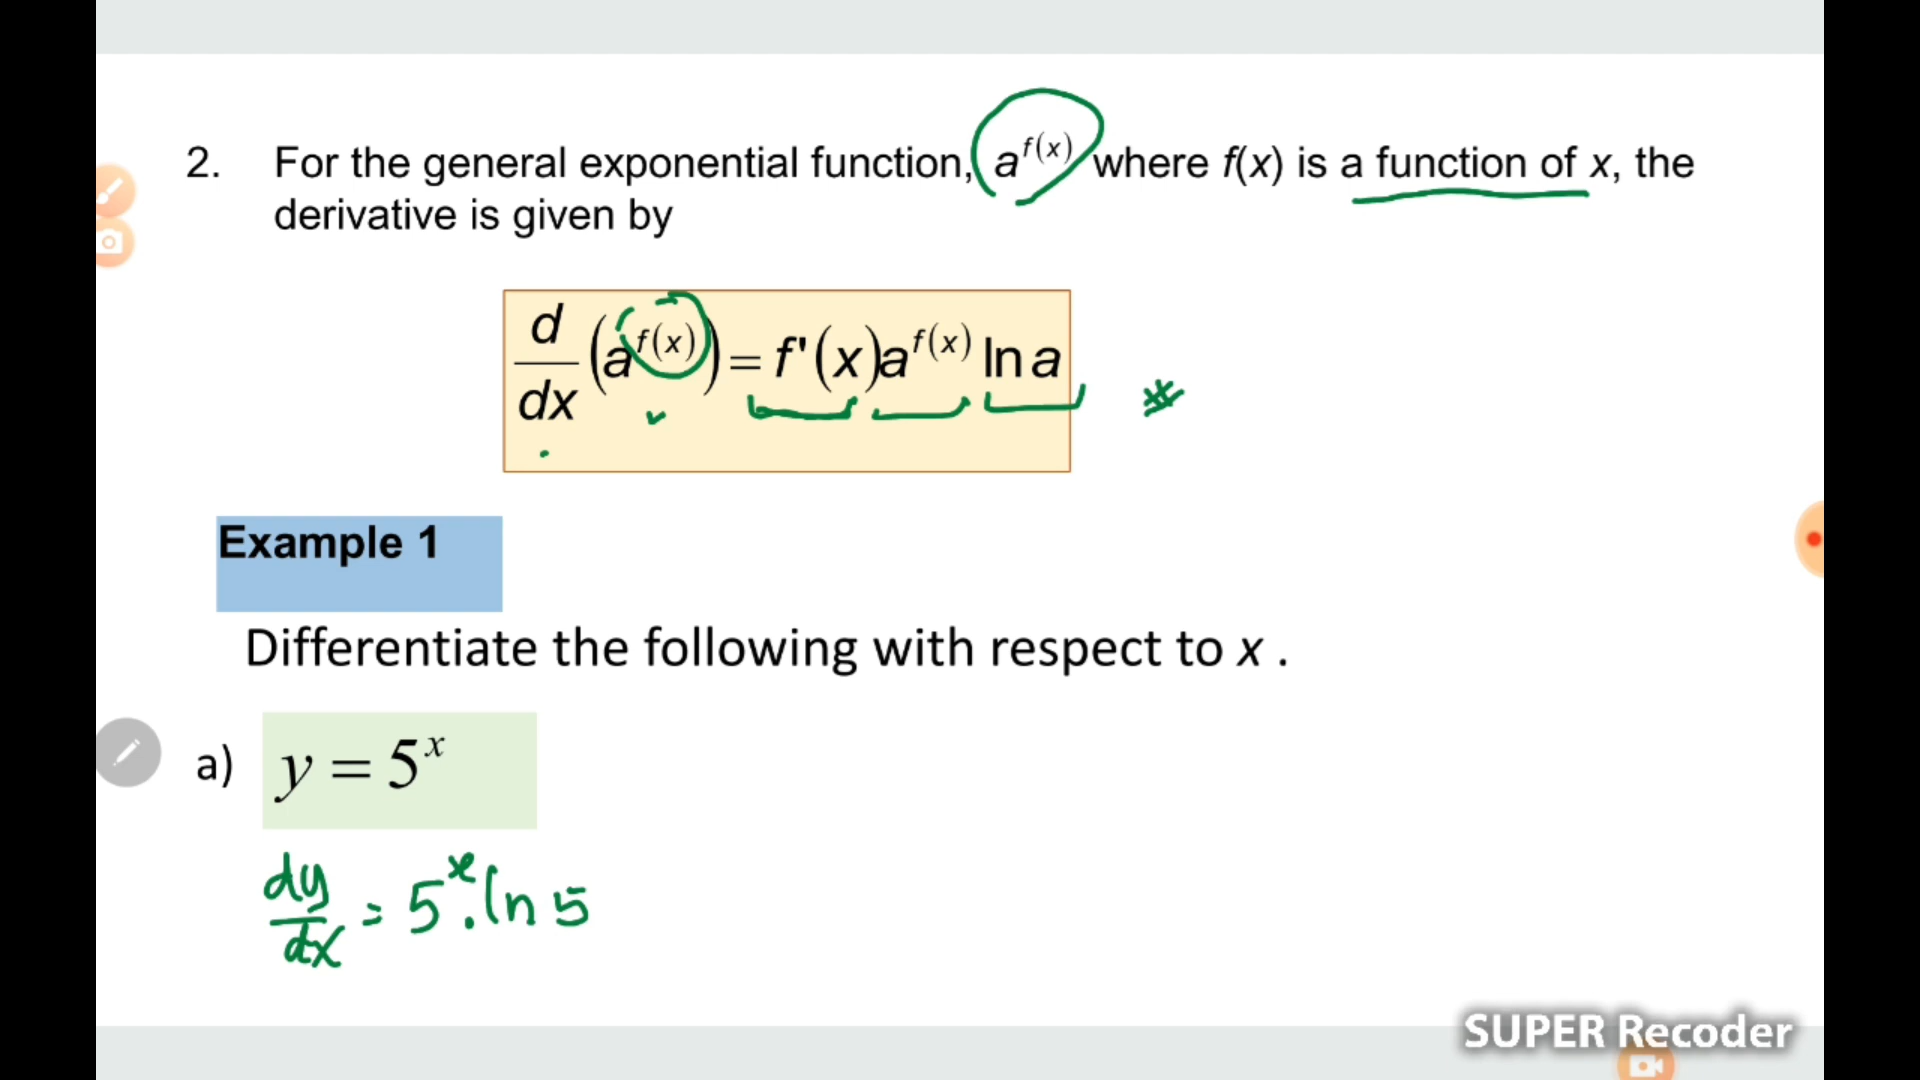 2. For the general exponential function, a^f(x) where f(x) is a function of x, the
derivative is given by
d/dx (a^f(x)) = f'(x)a^f(x) ln a
Example 1
Differentiate the following with respect to x .
a) y = 5^x
dy/dx = 5^x . ln 5
SUPER Recoder